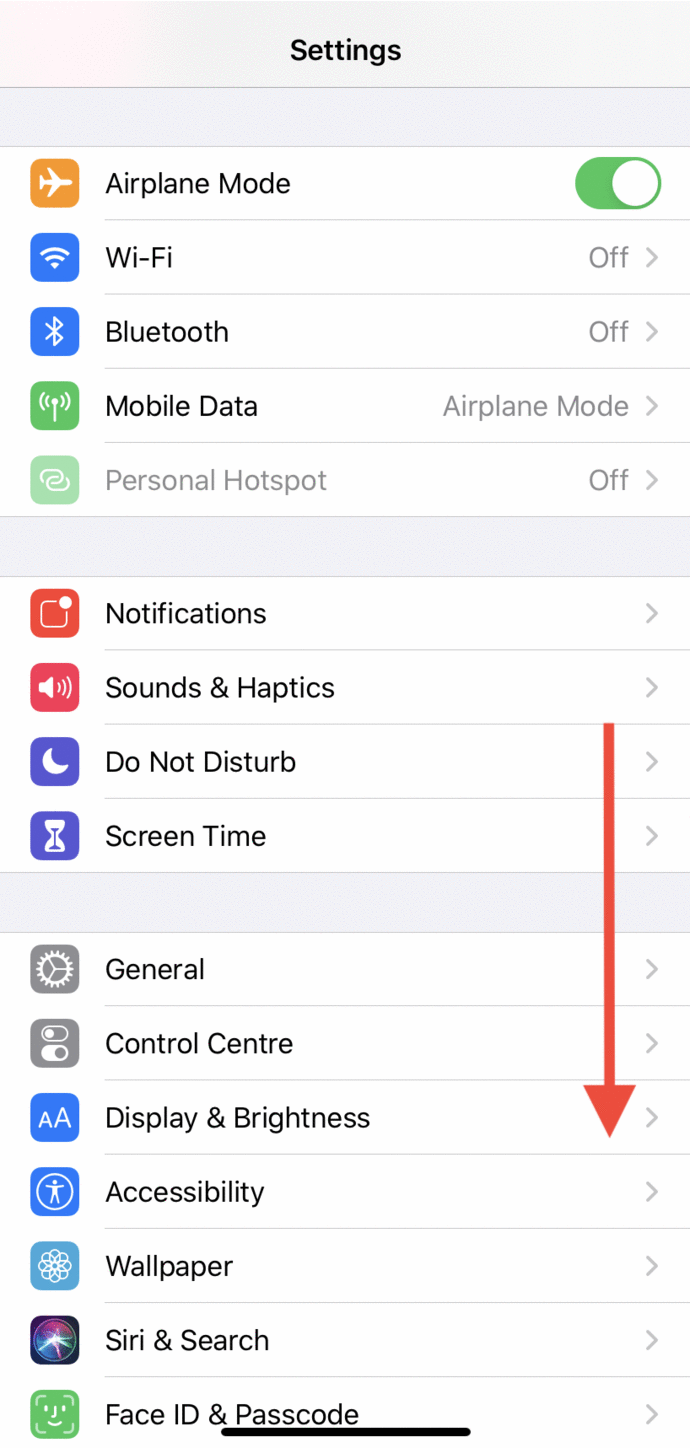 Settings
Airplane Mode
Wi-Fi Off
Bluetooth Off
Mobile Data Airplane Mode
Personal Hotspot Off
Notifications
Sounds & Haptics
Do Not Disturb
Screen Time
General
Control Centre
AA Display & Brightness
Accessibility
Wallpaper
Siri & Search
Face ID & Passcode